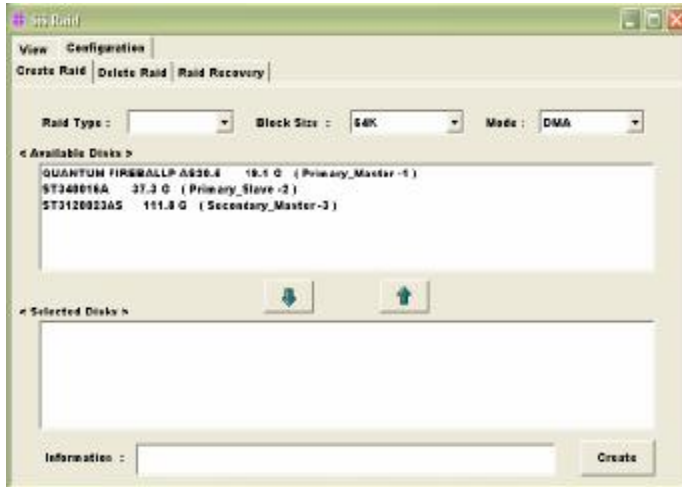 SiS Raid
View Configuration
Create Raid Delete Raid Raid Recovery
Raid Type : Block Size : 64K Mode : DMA
< Available Disks >
QUANTUM FIREBALLP AS20.5 19.1 G ( Primary_Master -1 )
ST340016A 37.3 G ( Primary_Slave -2 )
ST3120023AS 111.8 G ( Secondary_Master -3 )
< Selected Disks >
Information : Create